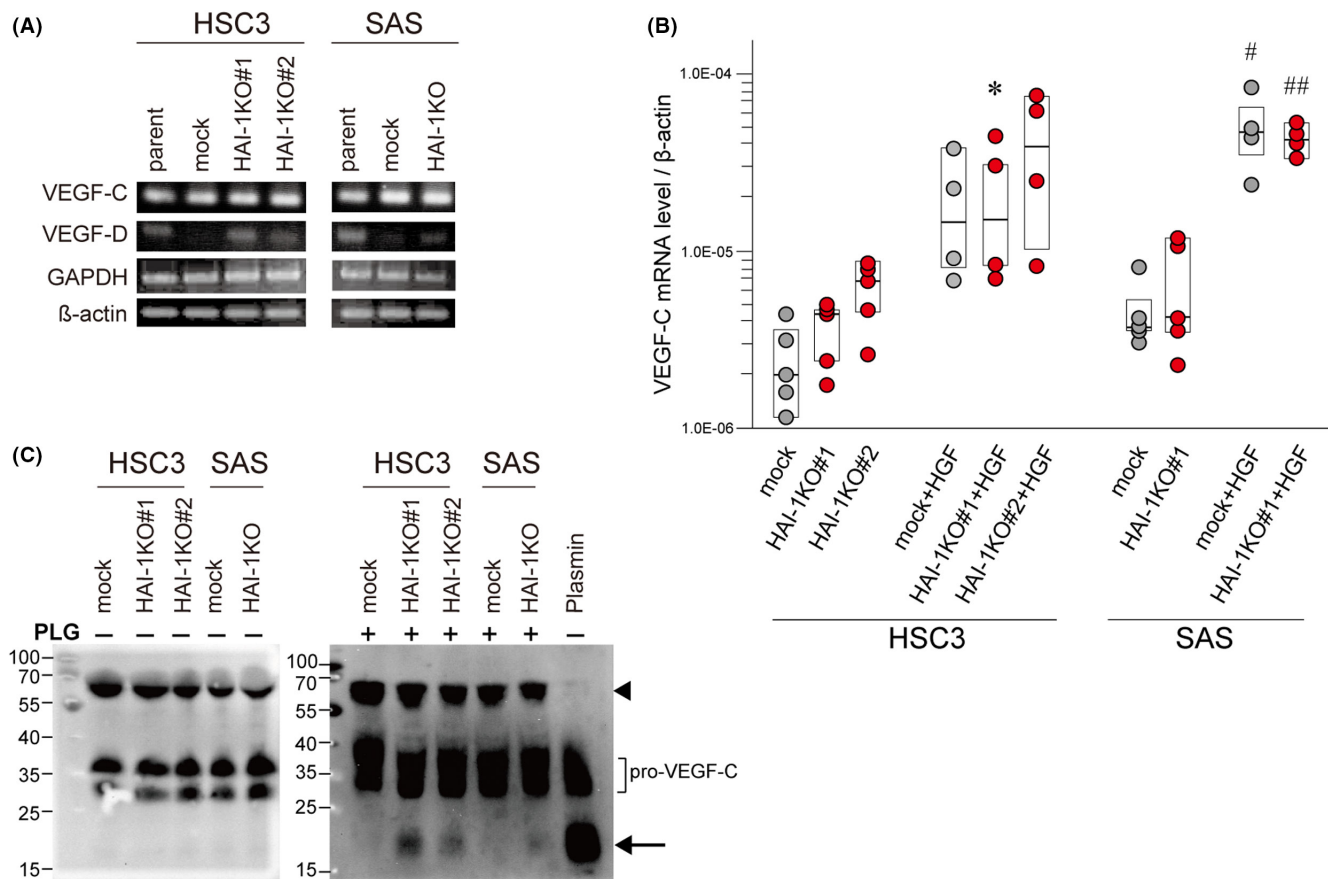 (A)
HSC3
SAS
parent
mock
HAI-1KO#1
HAI-1KO#2
parent
mock
HAI-1KO
VEGF-C
VEGF-D
GAPDH
ß-actin
(B)
VEGF-C mRNA level / β-actin
1.0E-04
1.0E-05
1.0E-06
*
#
##
mock
HAI-1KO#1
HAI-1KO#2
mock+HGF
HAI-1KO#1+HGF
HAI-1KO#2+HGF
mock
HAI-1KO#1
mock+HGF
HAI-1KO#1+HGF
HSC3
SAS
(C)
HSC3
SAS
mock
HAI-1KO#1
HAI-1KO#2
mock
HAI-1KO
PLG
− − − − −
100
70
55
40
35
25
15
HSC3
SAS
mock
HAI-1KO#1
HAI-1KO#2
mock
HAI-1KO
Plasmin
+ + + + + −
100
70
55
40
35
25
15
pro-VEGF-C